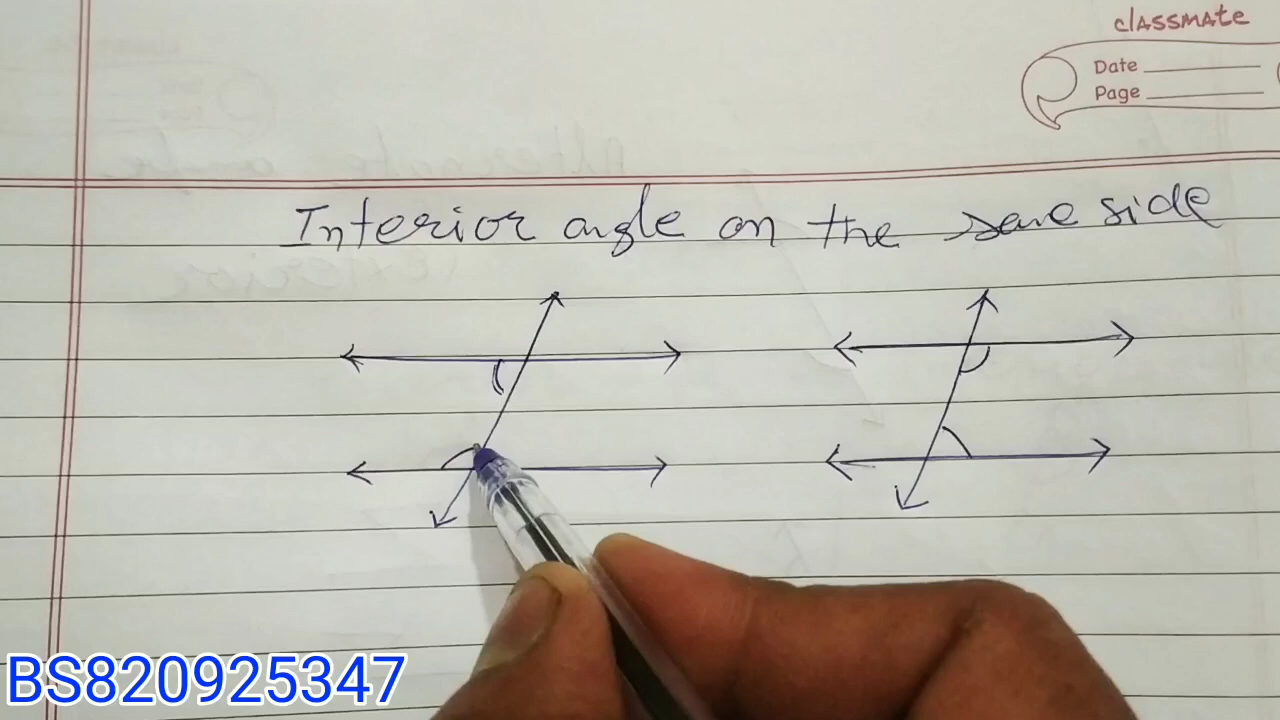 classmate
Date
Page
Interior angle on the same side
BS820925347